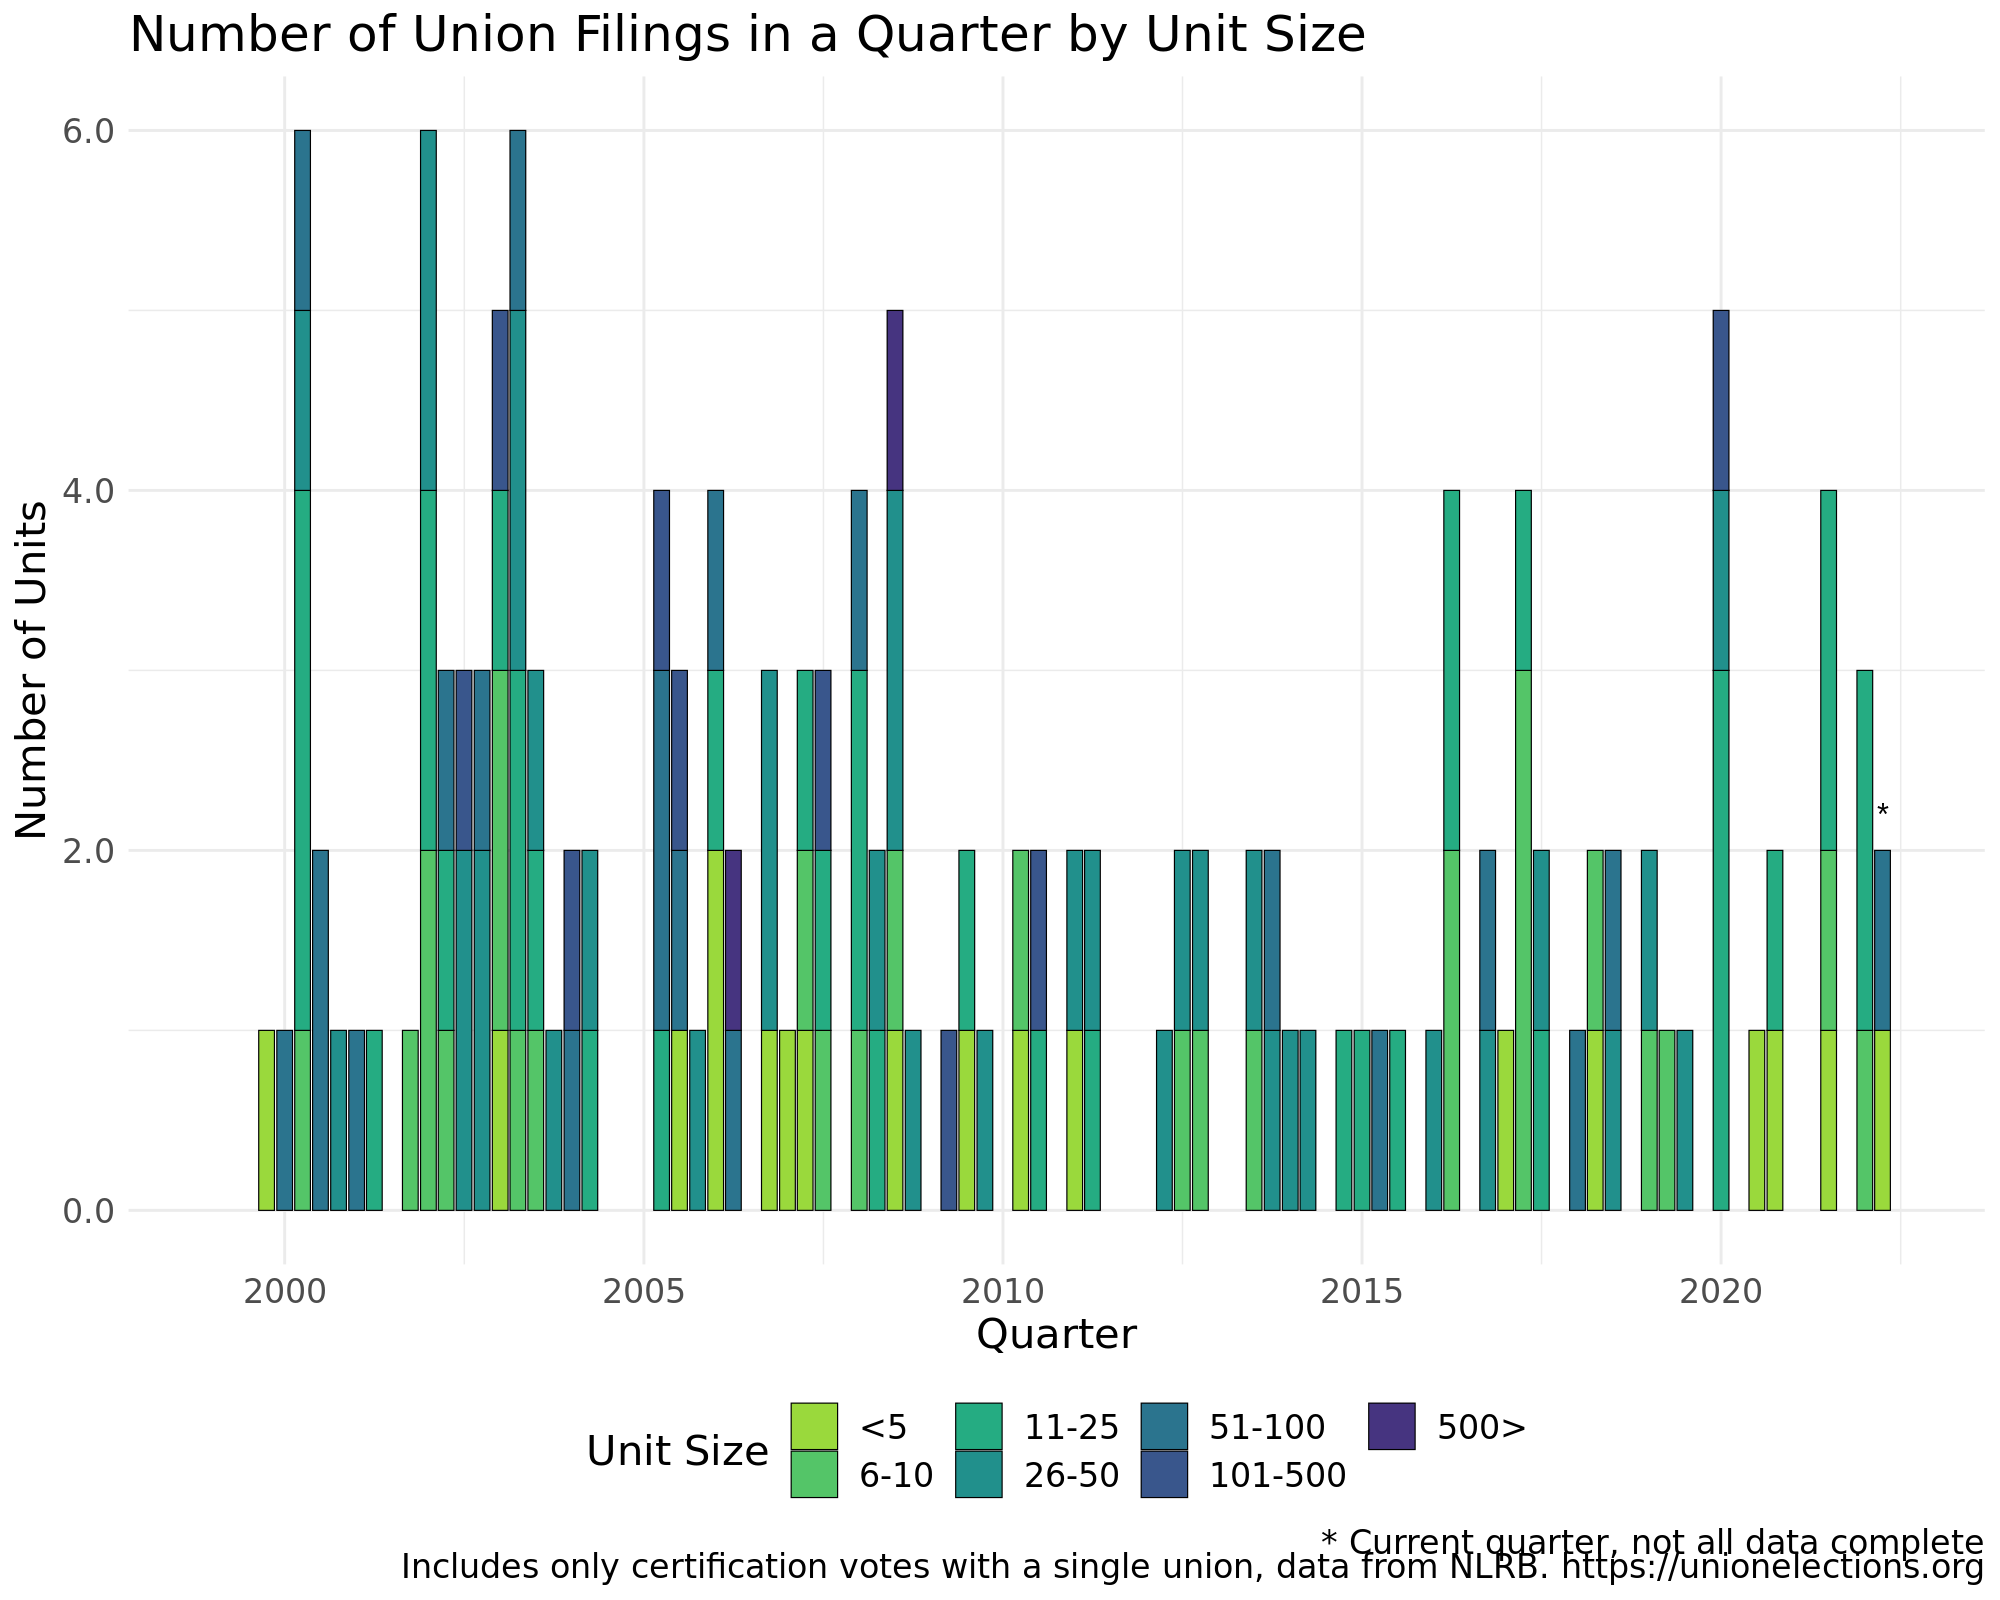 Number of Union Filings in a Quarter by Unit Size
Number of Units
6.0
4.0
2.0
0.0
*
2000 2005 2010 2015 2020
Quarter
Unit Size
<5 11-25 51-100 500>
6-10 26-50 101-500
* Current quarter, not all data complete
Includes only certification votes with a single union, data from NLRB. https://unionelections.org